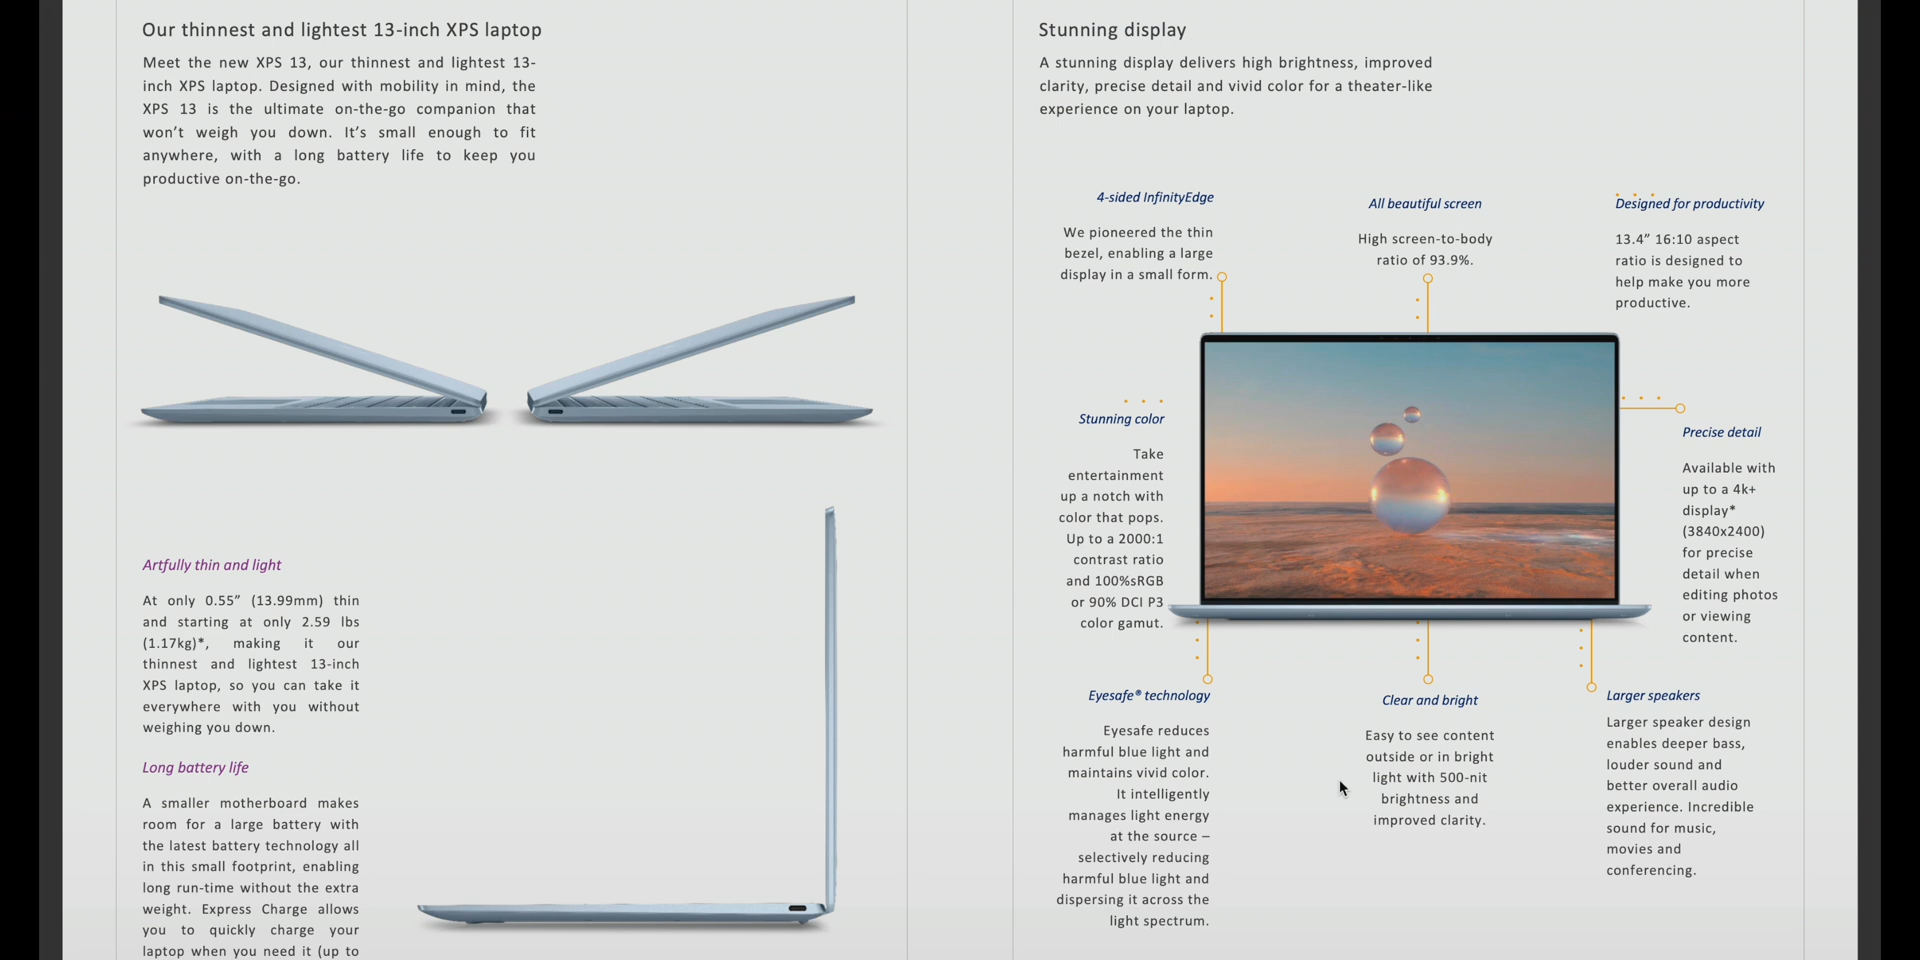 Our thinnest and lightest 13-inch XPS laptop
Meet the new XPS 13, our thinnest and lightest 13-
inch XPS laptop. Designed with mobility in mind, the
XPS 13 is the ultimate on-the-go companion that
won't weigh you down. It's small enough to fit
anywhere, with a long battery life to keep you
productive on-the-go.
Artfully thin and light
At only 0.55" (13.99mm) thin
and starting at only 2.59 lbs
(1.17kg)*, making it our
thinnest and lightest 13-inch
XPS laptop, so you can take it
everywhere with you without
weighing you down.
Long battery life
A smaller motherboard makes
room for a large battery with
the latest battery technology all
in this small footprint, enabling
long run-time without the extra
weight. Express Charge allows
you to quickly charge your
laptop when you need it (up to
Stunning display
A stunning display delivers high brightness, improved
clarity, precise detail and vivid color for a theater-like
experience on your laptop.
4-sided InfinityEdge
We pioneered the thin
bezel, enabling a large
display in a small form.
All beautiful screen
High screen-to-body
ratio of 93.9%.
Designed for productivity
13.4" 16:10 aspect
ratio is designed to
help make you more
productive.
Stunning color
Take
entertainment
up a notch with
color that pops.
Up to a 2000:1
contrast ratio
and 100%sRGB
or 90% DCI P3
color gamut.
Precise detail
Available with
up to a 4k+
display*
(3840x2400)
for precise
detail when
editing photos
or viewing
content.
Eyesafe® technology
Eyesafe reduces
harmful blue light and
maintains vivid color.
It intelligently
manages light energy
at the source –
selectively reducing
harmful blue light and
dispersing it across the
light spectrum.
Clear and bright
Easy to see content
outside or in bright
light with 500-nit
brightness and
improved clarity.
Larger speakers
Larger speaker design
enables deeper bass,
louder sound and
better overall audio
experience. Incredible
sound for music,
movies and
conferencing.